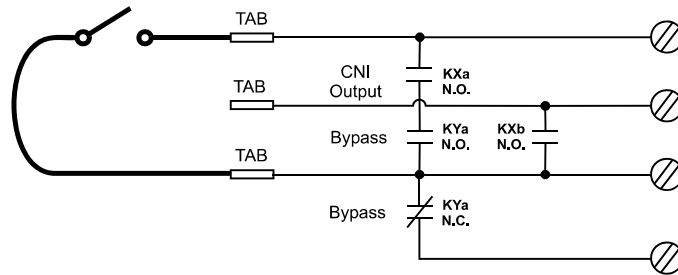 TAB
CNI
Output
KXa
N.O.
TAB
Bypass
KYa
N.O.
KXb
N.O.
TAB
Bypass
KYa
N.C.